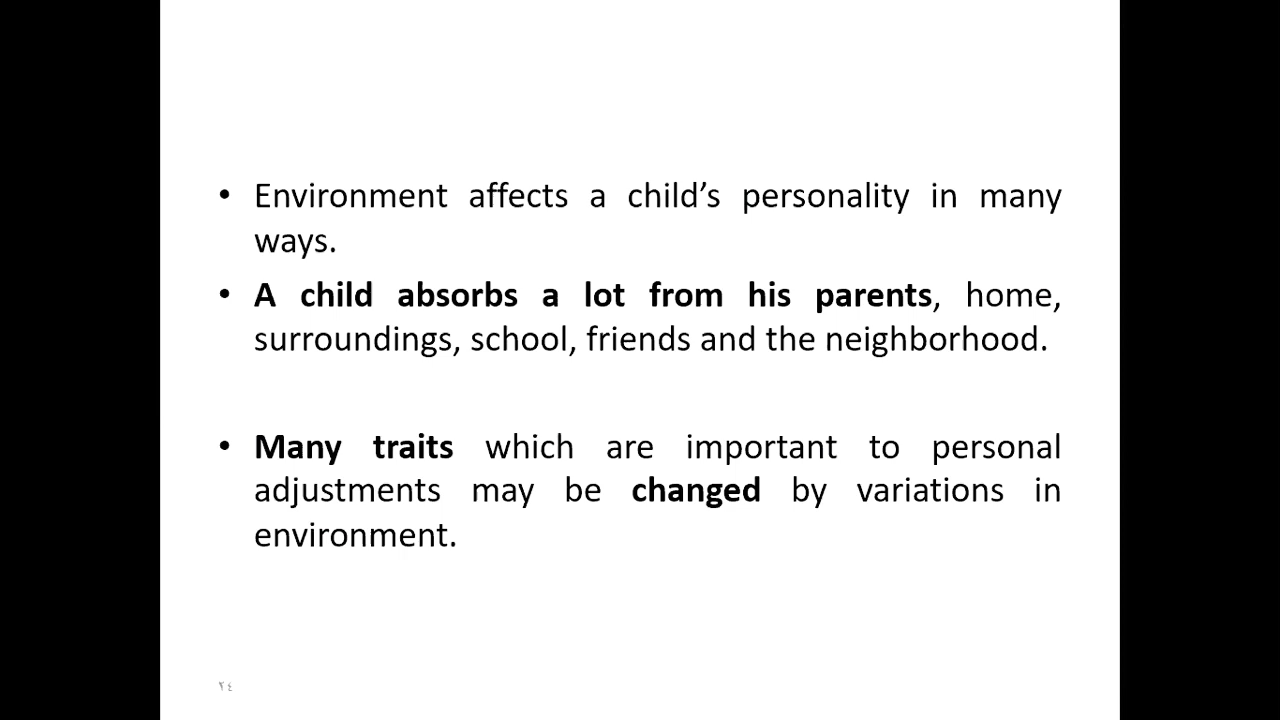 • Environment affects a child’s personality in many
ways.
• A child absorbs a lot from his parents, home,
surroundings, school, friends and the neighborhood.
• Many traits which are important to personal
adjustments may be changed by variations in
environment.
٢٤